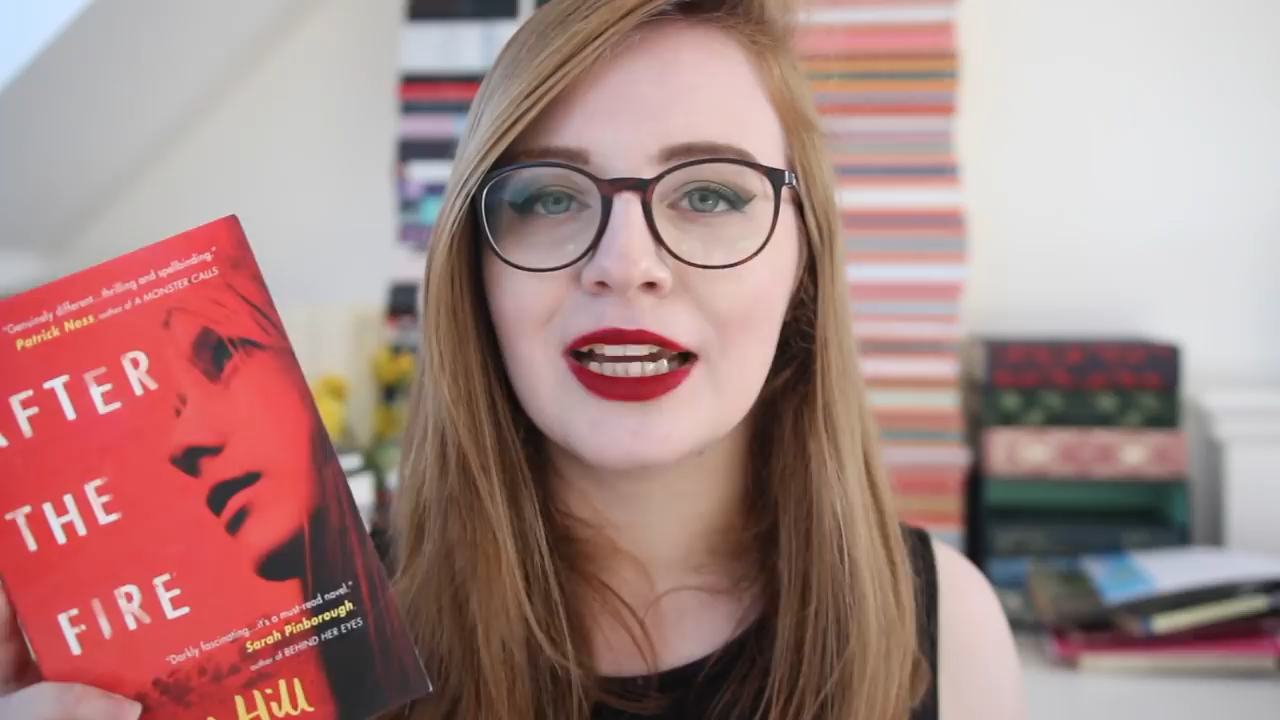 "Genuinely different...thrilling and spellbinding."
Patrick Ness, author of A MONSTER CALLS
AFTER
THE
FIRE
"Darkly fascinating...it's a must-read novel."
Sarah Pinborough,
author of BEHIND HER EYES
Hill